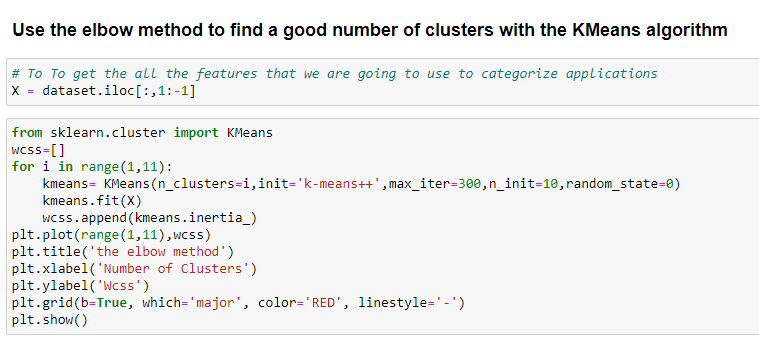 Use the elbow method to find a good number of clusters with the KMeans algorithm
# To To get the all the features that we are going to use to categorize applications
X = dataset.iloc[:,1:-1]
from sklearn.cluster import KMeans
wcss=[]
for i in range(1,11):
    kmeans= KMeans(n_clusters=i,init='k-means++',max_iter=300,n_init=10,random_state=0)
    kmeans.fit(X)
    wcss.append(kmeans.inertia_)
plt.plot(range(1,11),wcss)
plt.title('the elbow method')
plt.xlabel('Number of Clusters')
plt.ylabel('Wcss')
plt.grid(b=True, which='major', color='RED', linestyle='-')
plt.show()